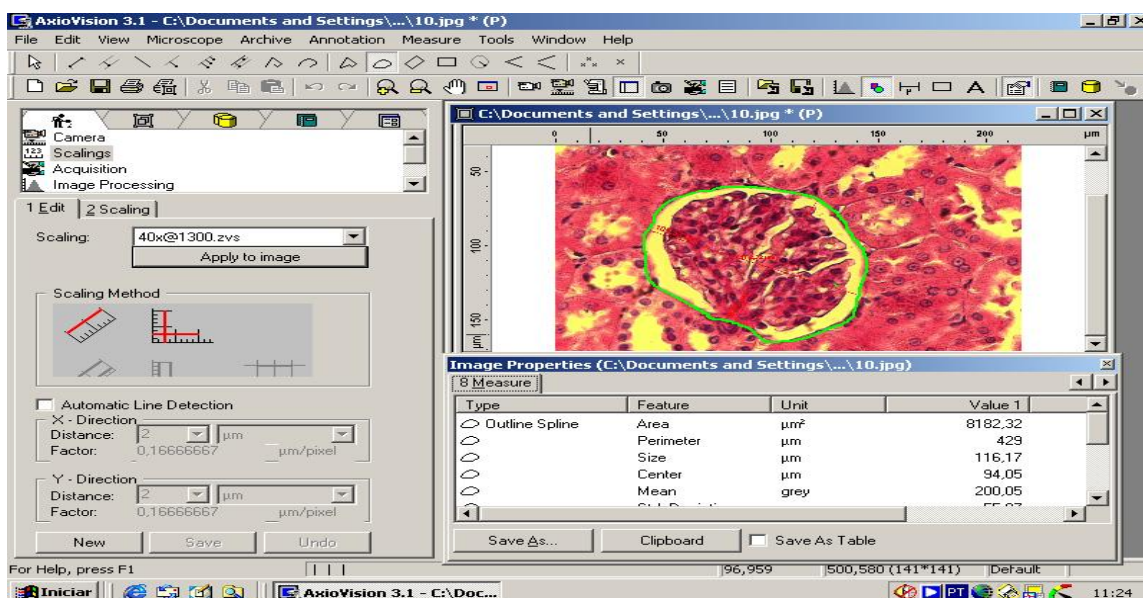 AxioVision 3.1 - C:\Documents and Settings\...\10.jpg * (P)
File Edit View Microscope Archive Annotation Measure Tools Window Help
Camera
Scalings
Acquisition
Image Processing
1 Edit 2 Scaling
Scaling: 40x@1300.zvs
Apply to image
Scaling Method
Automatic Line Detection
X - Direction
Distance: 2 µm
Factor: 0,16666667 µm/pixel
Y - Direction
Distance: 2 µm
Factor: 0,16666667 µm/pixel
New Save Undo
C:\Documents and Settings\...\10.jpg * (P)
0 50 100 150 200 µm
50
100
150
Image Properties (C:\Documents and Settings\...\10.jpg)
8 Measure
Type Feature Unit Value 1
Outline Spline Area µm² 8182,32
Perimeter µm 429
Size µm 116,17
Center µm 94,05
Mean grey 200,05
Save As... Clipboard Save As Table
For Help, press F1 96,959 500,580 (141*141) Default
Iniciar AxioVision 3.1 - C:\Doc... PT 11:24